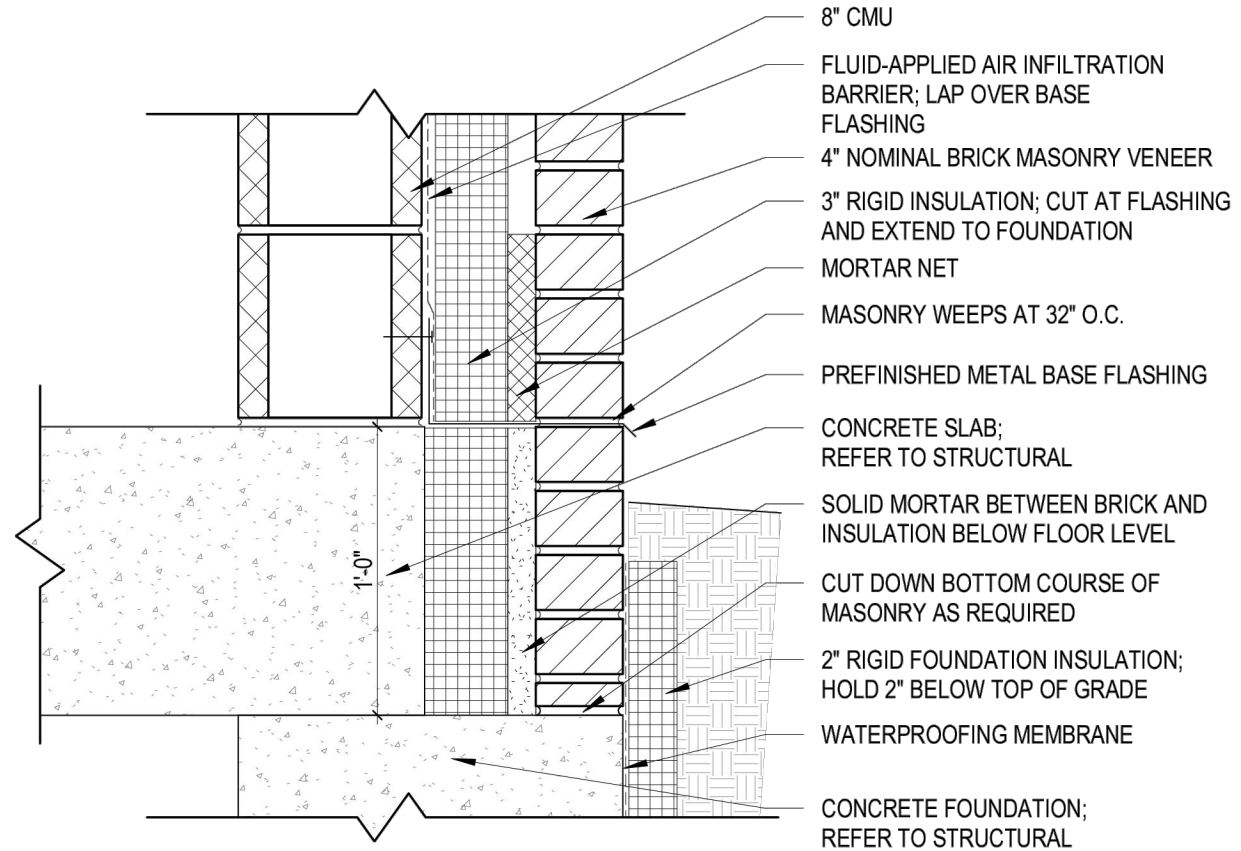 8" CMU
FLUID-APPLIED AIR INFILTRATION
BARRIER; LAP OVER BASE
FLASHING
4" NOMINAL BRICK MASONRY VENEER
3" RIGID INSULATION; CUT AT FLASHING
AND EXTEND TO FOUNDATION
MORTAR NET
MASONRY WEEPS AT 32" O.C.
PREFINISHED METAL BASE FLASHING
CONCRETE SLAB;
REFER TO STRUCTURAL
SOLID MORTAR BETWEEN BRICK AND
INSULATION BELOW FLOOR LEVEL
1'-0"
CUT DOWN BOTTOM COURSE OF
MASONRY AS REQUIRED
2" RIGID FOUNDATION INSULATION;
HOLD 2" BELOW TOP OF GRADE
WATERPROOFING MEMBRANE
CONCRETE FOUNDATION;
REFER TO STRUCTURAL